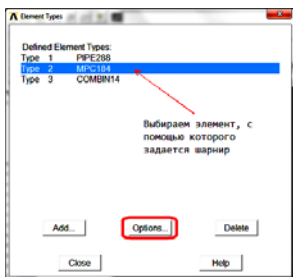 Element Types
Defined Element Types:
Type 1 PIPE288
Type 2 MPC184
Type 3 COMBIN14
Выбираем элемент, с
помощью которого
задается шарнир
Add... Options... Delete
Close Help